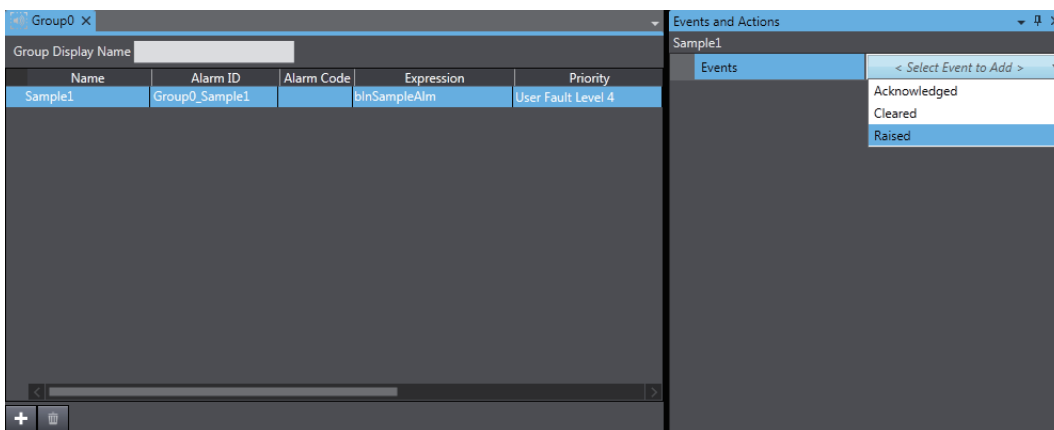 Group0
Group Display Name
Name Alarm ID Alarm Code Expression Priority
Sample1 Group0_Sample1 bInSampleAlm User Fault Level 4
Events and Actions
Sample1
Events < Select Event to Add >
Acknowledged
Cleared
Raised